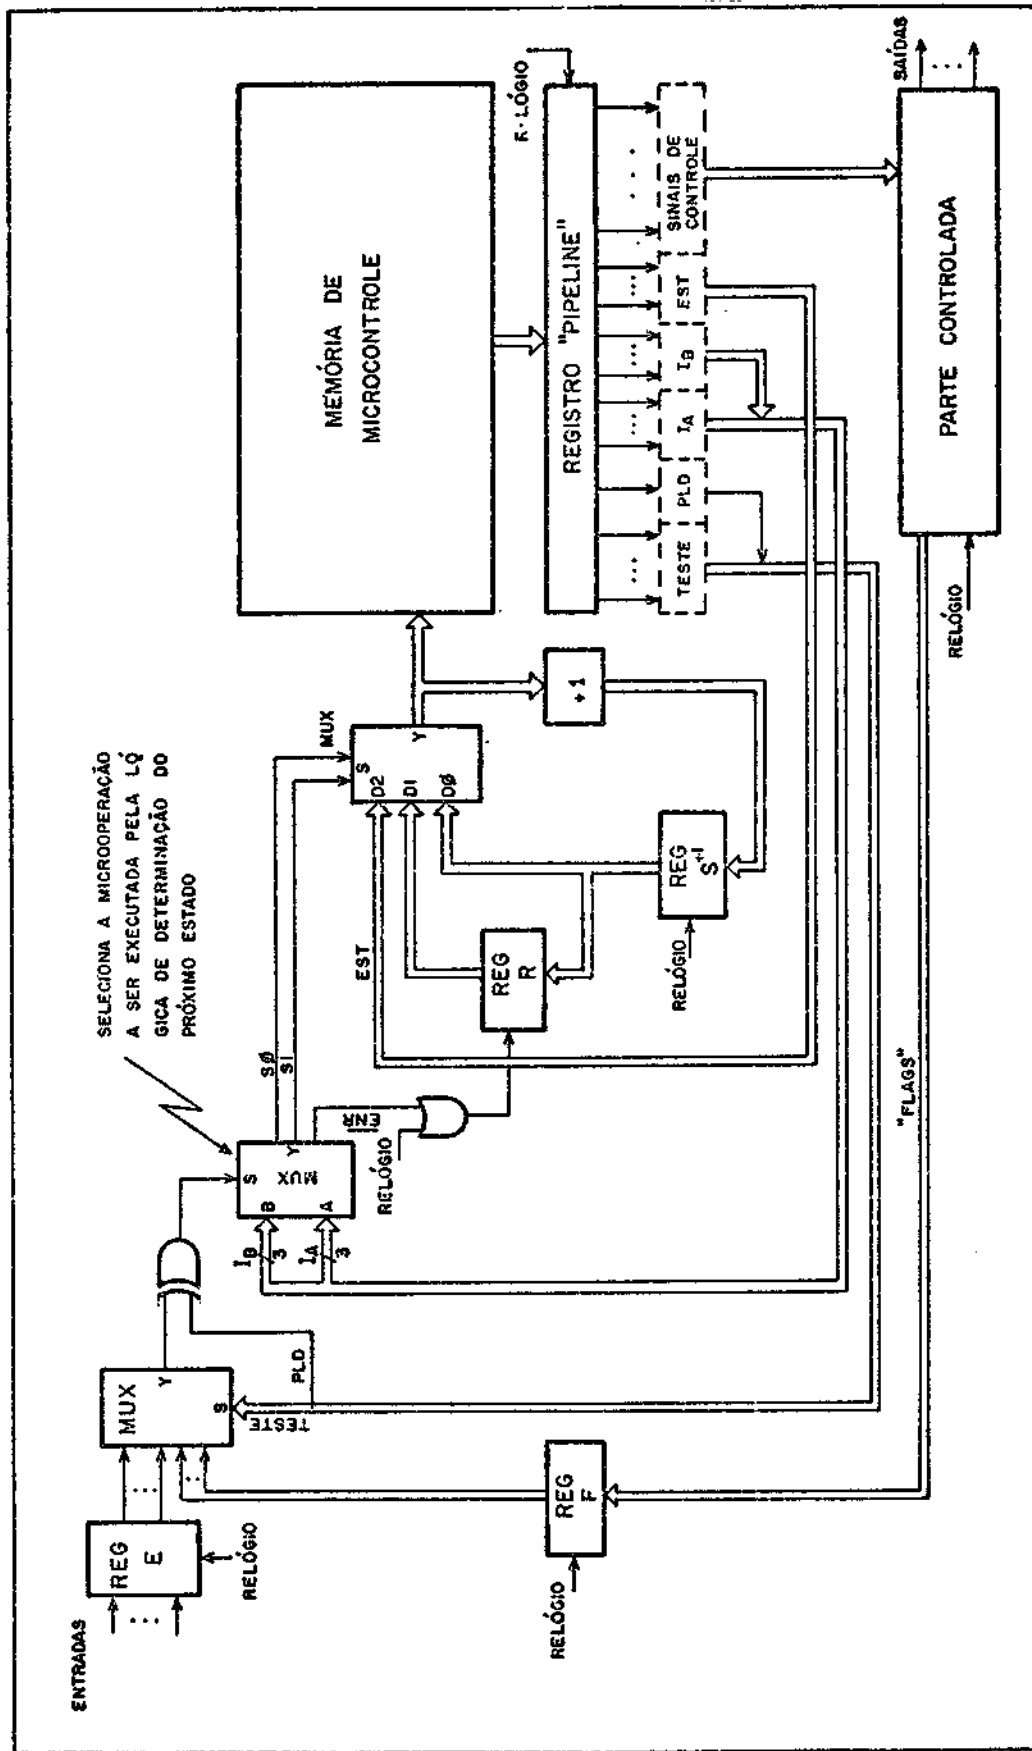 ENTRADAS
REG
E
RELÓGIO
MUX
Y
S
TESTE
PLD
REG
F
RELÓGIO
SELECIONA A MICROOPERAÇÃO
A SER EXECUTADA PELA LÓ
GICA DE DETERMINAÇÃO DO
PRÓXIMO ESTADO
IB
3
IA
3
S
B
A
MUX
Y
SØ
S1
ENR
RELÓGIO
REG
R
EST
MUX
S
D2
D1
DØ
Y
REG
S+1
RELÓGIO
+1
MEMÓRIA DE
MICROCONTROLE
REGISTRO "PIPELINE"
R-LÓGIO
TESTE
PLD
IA
IB
EST
SINAIS DE
CONTROLE
"FLAGS"
PARTE CONTROLADA
RELÓGIO
SAÍDAS